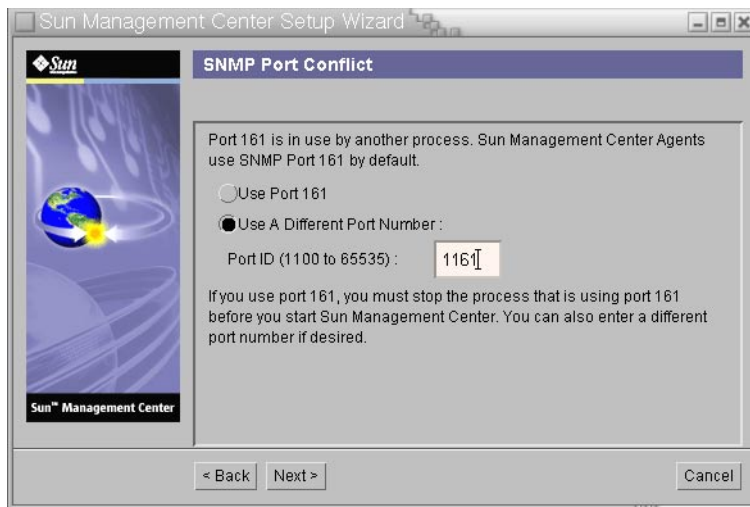 Sun Management Center Setup Wizard
Sun
SNMP Port Conflict
Port 161 is in use by another process. Sun Management Center Agents
use SNMP Port 161 by default.
Use Port 161
Use A Different Port Number :
Port ID (1100 to 65535) :
1161
If you use port 161, you must stop the process that is using port 161
before you start Sun Management Center. You can also enter a different
port number if desired.
Sun™ Management Center
< Back
Next >
Cancel